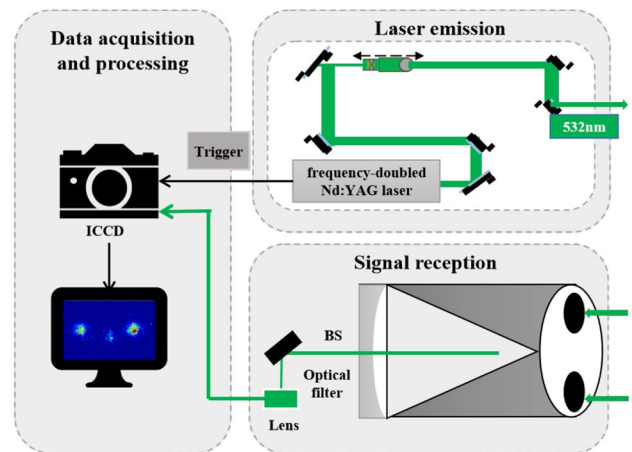 Data acquisition
and processing
Laser emission
532nm
Trigger
frequency-doubled
Nd:YAG laser
ICCD
Signal reception
BS
Optical
filter
Lens